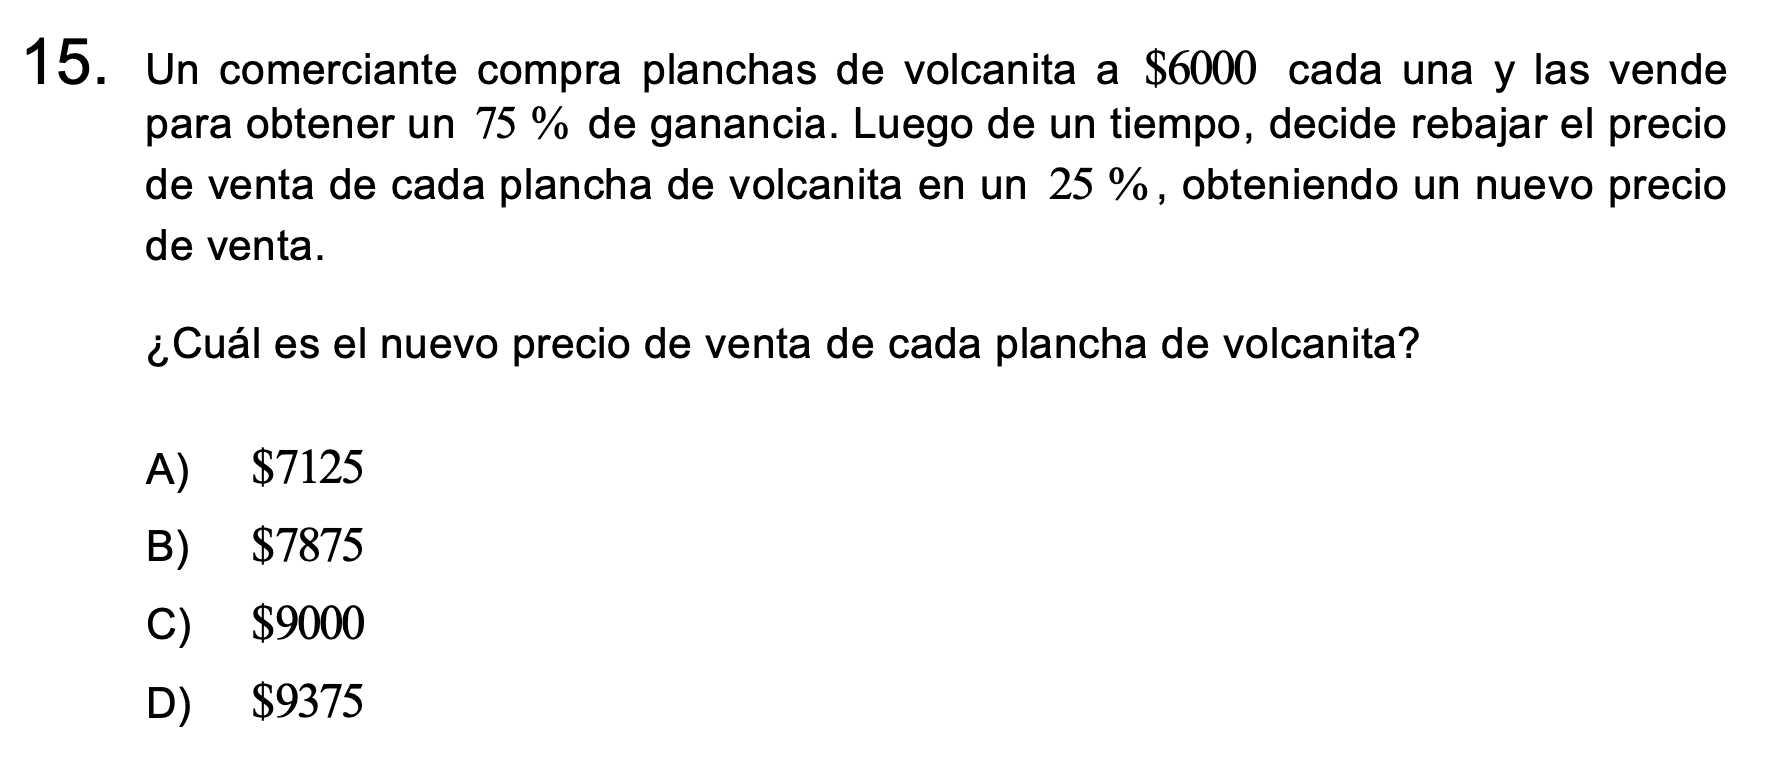 15. Un comerciante compra planchas de volcanita a $6000 cada una y las vende
para obtener un 75 % de ganancia. Luego de un tiempo, decide rebajar el precio
de venta de cada plancha de volcanita en un 25 %, obteniendo un nuevo precio
de venta.
¿Cuál es el nuevo precio de venta de cada plancha de volcanita?
A) $7125
B) $7875
C) $9000
D) $9375